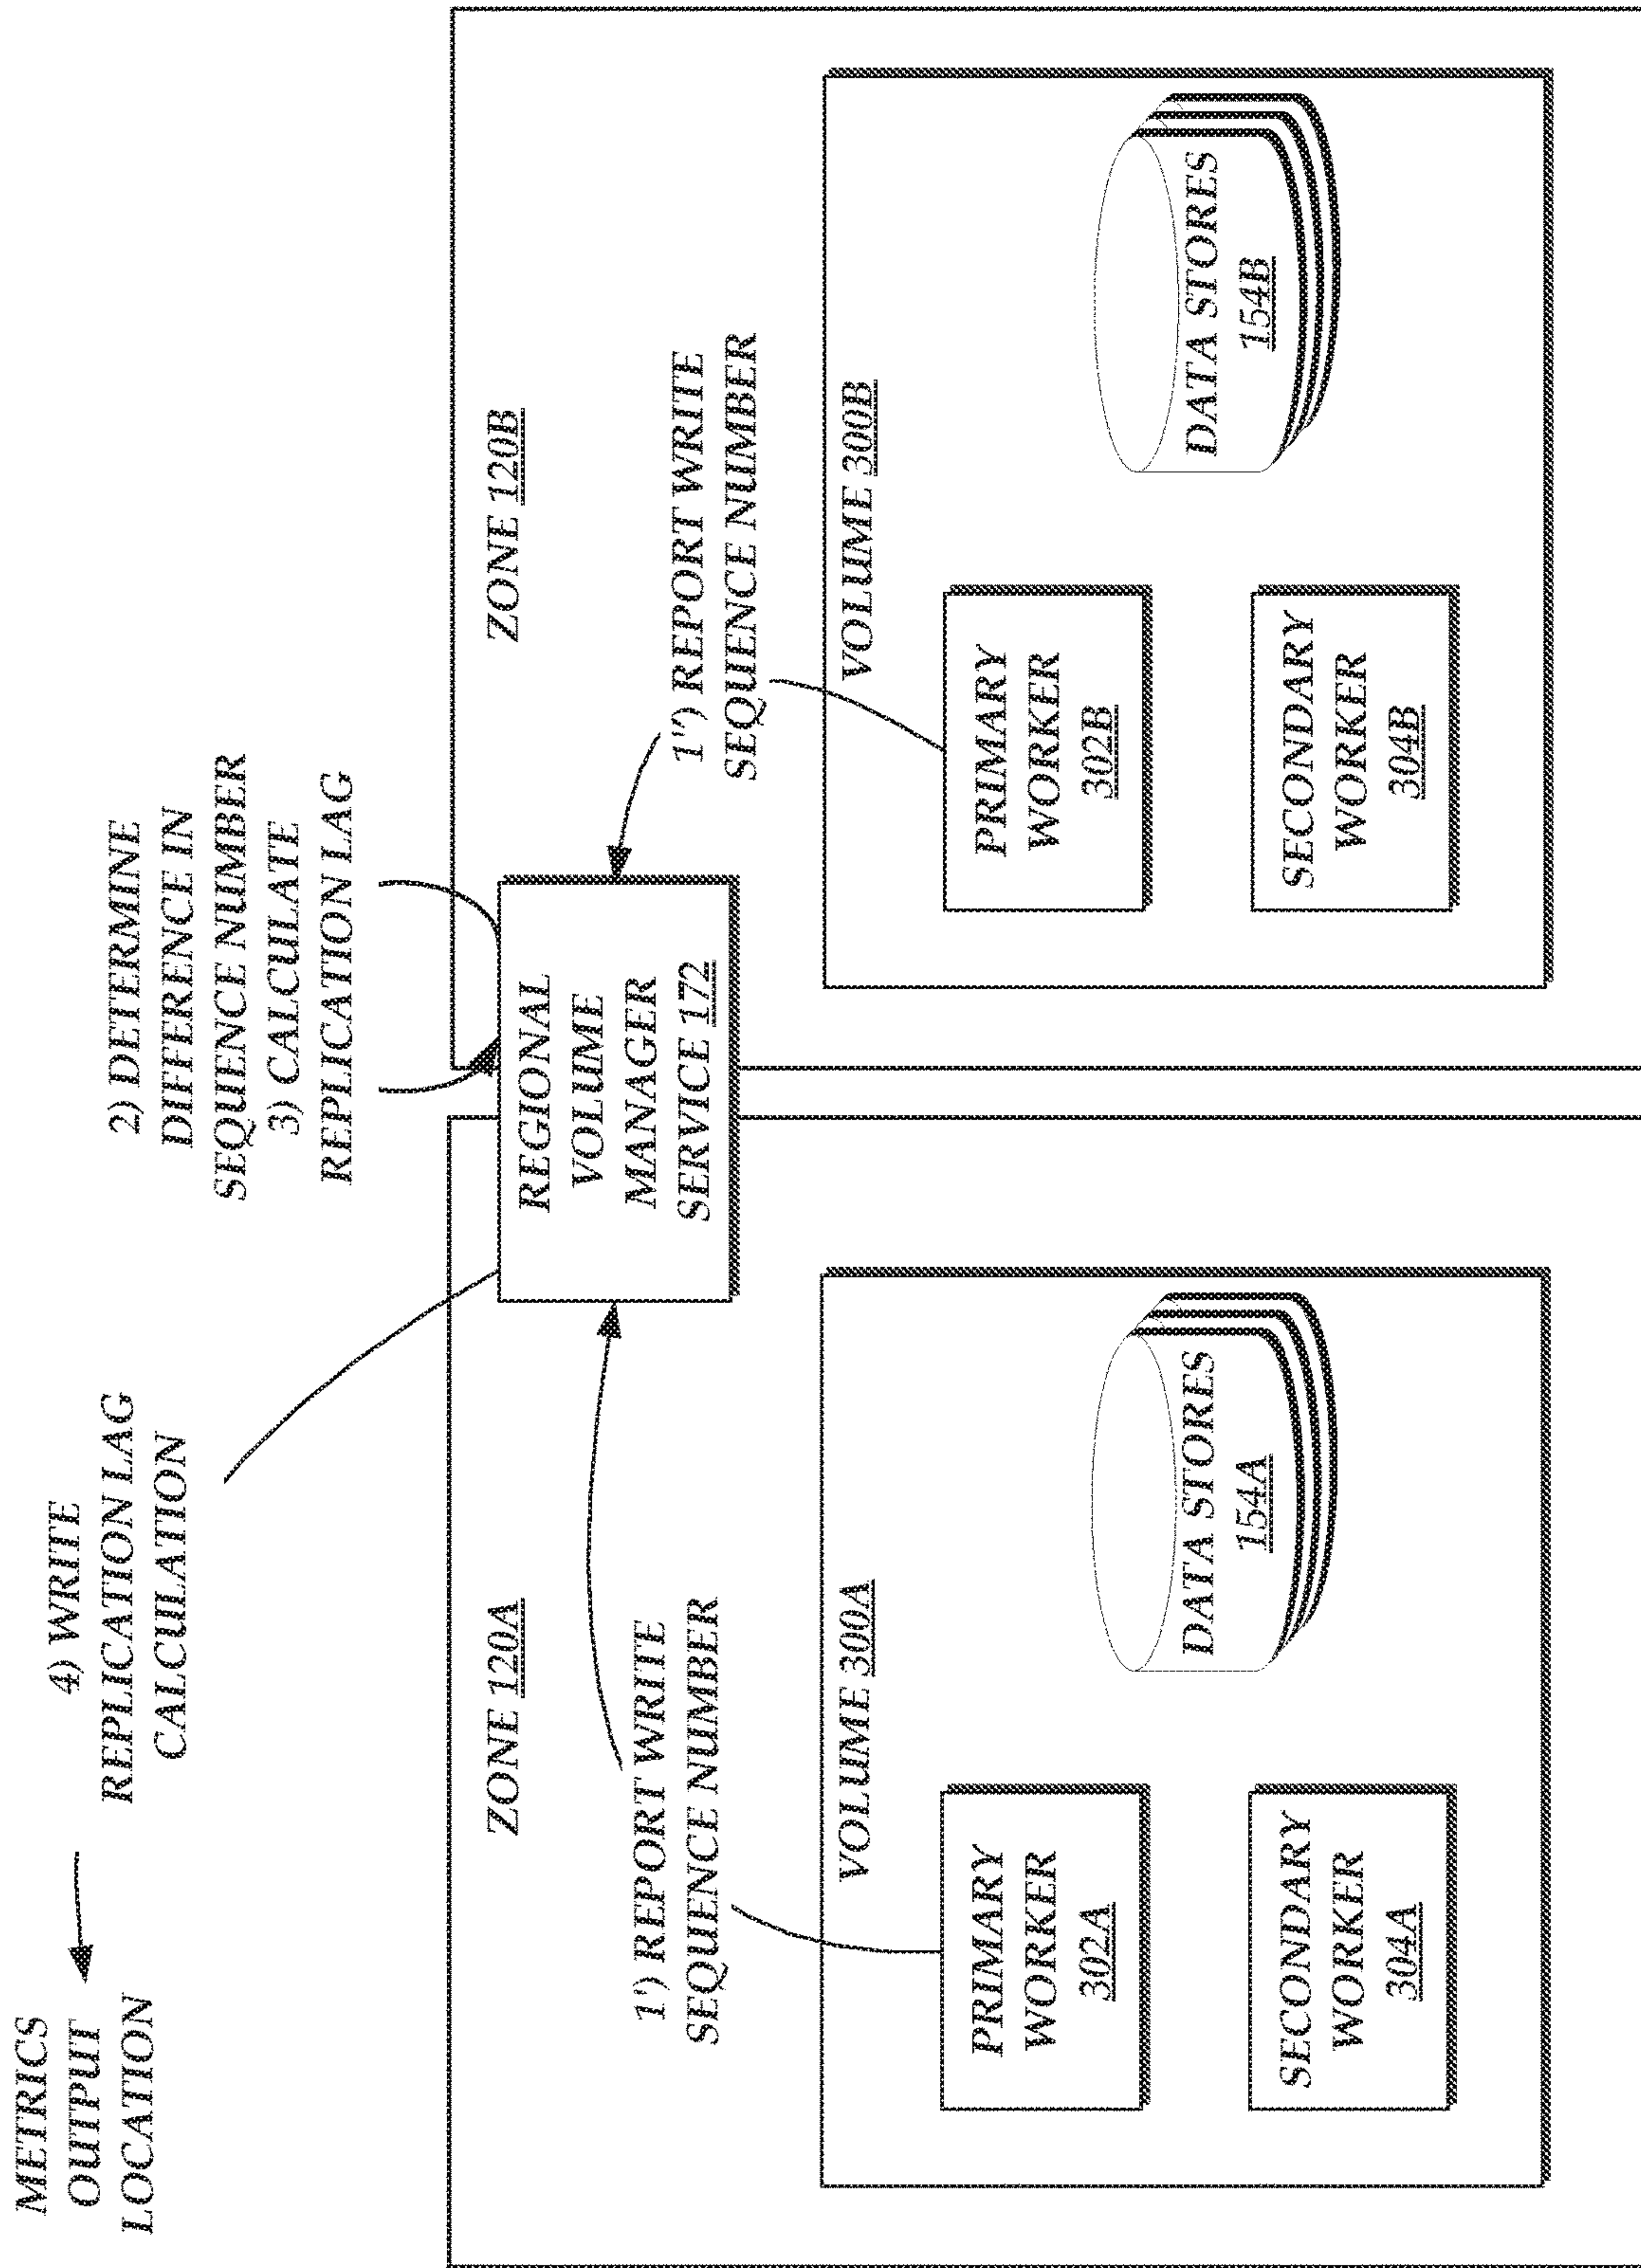 METRICS
OUTPUT
LOCATION
4) WRITE
REPLICATION LAG
CALCULATION
2) DETERMINE
DIFFERENCE IN
SEQUENCE NUMBER
3) CALCULATE
REPLICATION LAG
ZONE 120A
ZONE 120B
REGIONAL
VOLUME
MANAGER
SERVICE 172
1') REPORT WRITE
SEQUENCE NUMBER
1") REPORT WRITE
SEQUENCE NUMBER
VOLUME 300A
PRIMARY
WORKER
302A
SECONDARY
WORKER
304A
DATA STORES
154A
VOLUME 300B
PRIMARY
WORKER
302B
SECONDARY
WORKER
304B
DATA STORES
154B